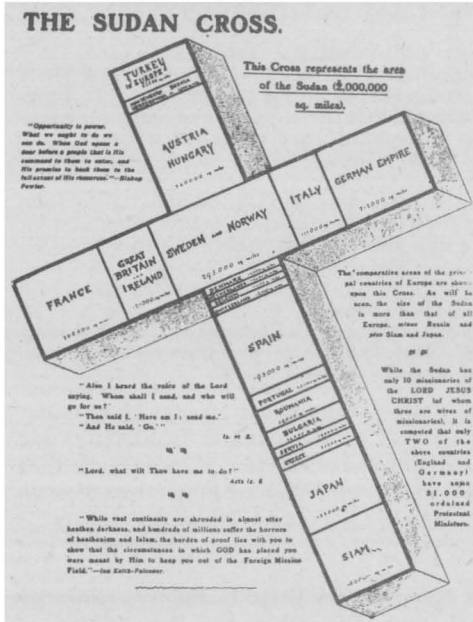 THE SUDAN CROSS.
This Cross represents the area
of the Sudan (2,000,000
sq. miles).
"Opportunity is power.
What we ought to do we
can do. When God opens a
door before a people that is His
command to them to enter, and
His promise to back them to the
full extent of His resources."—Bishop
Fowler.
TURKEY
IN EUROPE
AUSTRIA
HUNGARY
FRANCE
GREAT
BRITAIN
IRELAND
SWEDEN AND NORWAY
ITALY
GERMAN EMPIRE
DENMARK
SPAIN
PORTUGAL
ROUMANIA
BULGARIA
SERVIA
JAPAN
SIAM
The comparative areas of the prin-
cipal countries of Europe are shown
upon this Cross. As will be
seen, the size of the Sudan
is more than that of all
Europe, minus Russia and
plus Siam and Japan.
While the Sudan has
only 10 missionaries of
the LORD JESUS
CHRIST (of whom
three are wives of
missionaries), it is
computed that only
TWO of the
above countries
(England and
Germany)
have some
ordained
Protestant
Ministers.
"Also I heard the voice of the Lord
saying, Whom shall I send, and who will
go for us?"
"Then said I, 'Here am I; send me.'
"And He said, 'Go.'"
Is. vi. 8.
"Lord, what wilt Thou have me to do?"
Acts ix. 6
"While vast continents are shrouded in almost utter
heathen darkness, and hundreds of millions suffer the horrors
of heathenism and Islam, the burden of proof lies with you to
show that the circumstances in which GOD has placed you
were meant by Him to keep you out of the Foreign Mission
Field."—Ion Keith-Falconer.